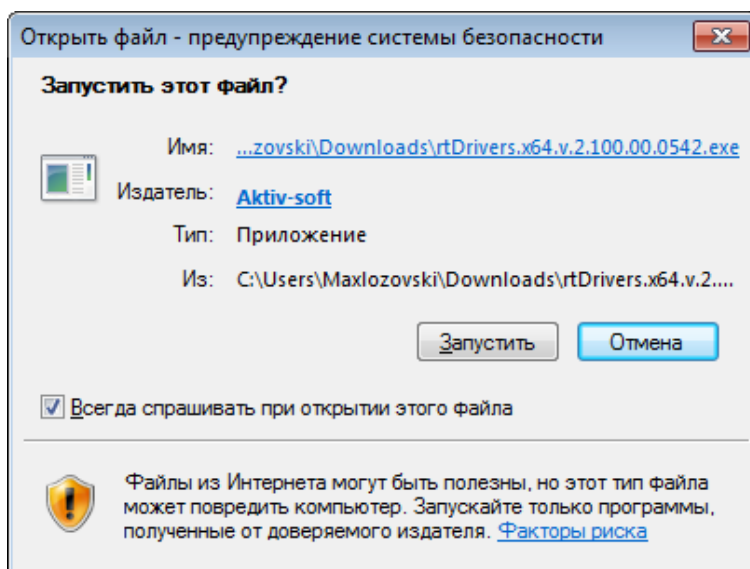 Открыть файл - предупреждение системы безопасности
Запустить этот файл?
Имя: ...zovski\Downloads\rtDrivers.x64.v.2.100.00.0542.exe
Издатель: Aktiv-soft
Тип: Приложение
Из: C:\Users\Maxlozovski\Downloads\rtDrivers.x64.v.2....
Запустить Отмена
Всегда спрашивать при открытии этого файла
Файлы из Интернета могут быть полезны, но этот тип файла
может повредить компьютер. Запускайте только программы,
полученные от доверяемого издателя. Факторы риска